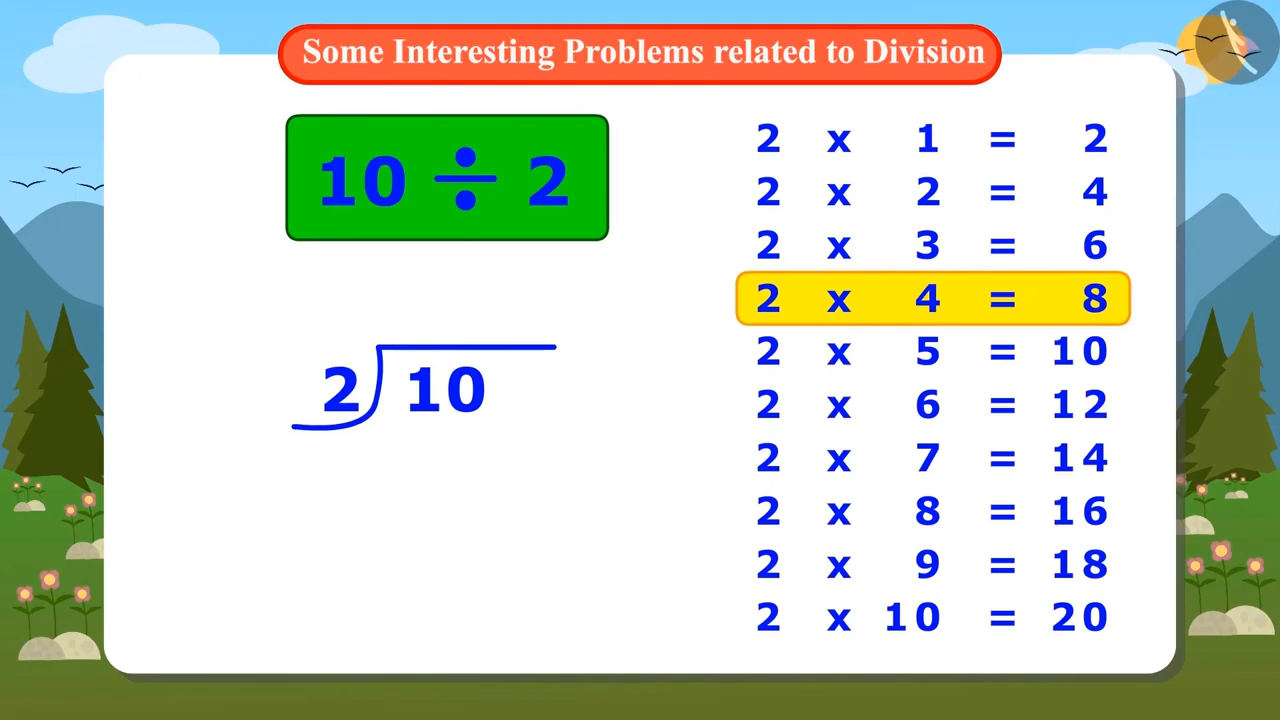 Some Interesting Problems related to Division
10 ÷ 2
2 10
2 x 1 = 2
2 x 2 = 4
2 x 3 = 6
2 x 4 = 8
2 x 5 = 10
2 x 6 = 12
2 x 7 = 14
2 x 8 = 16
2 x 9 = 18
2 x 10 = 20